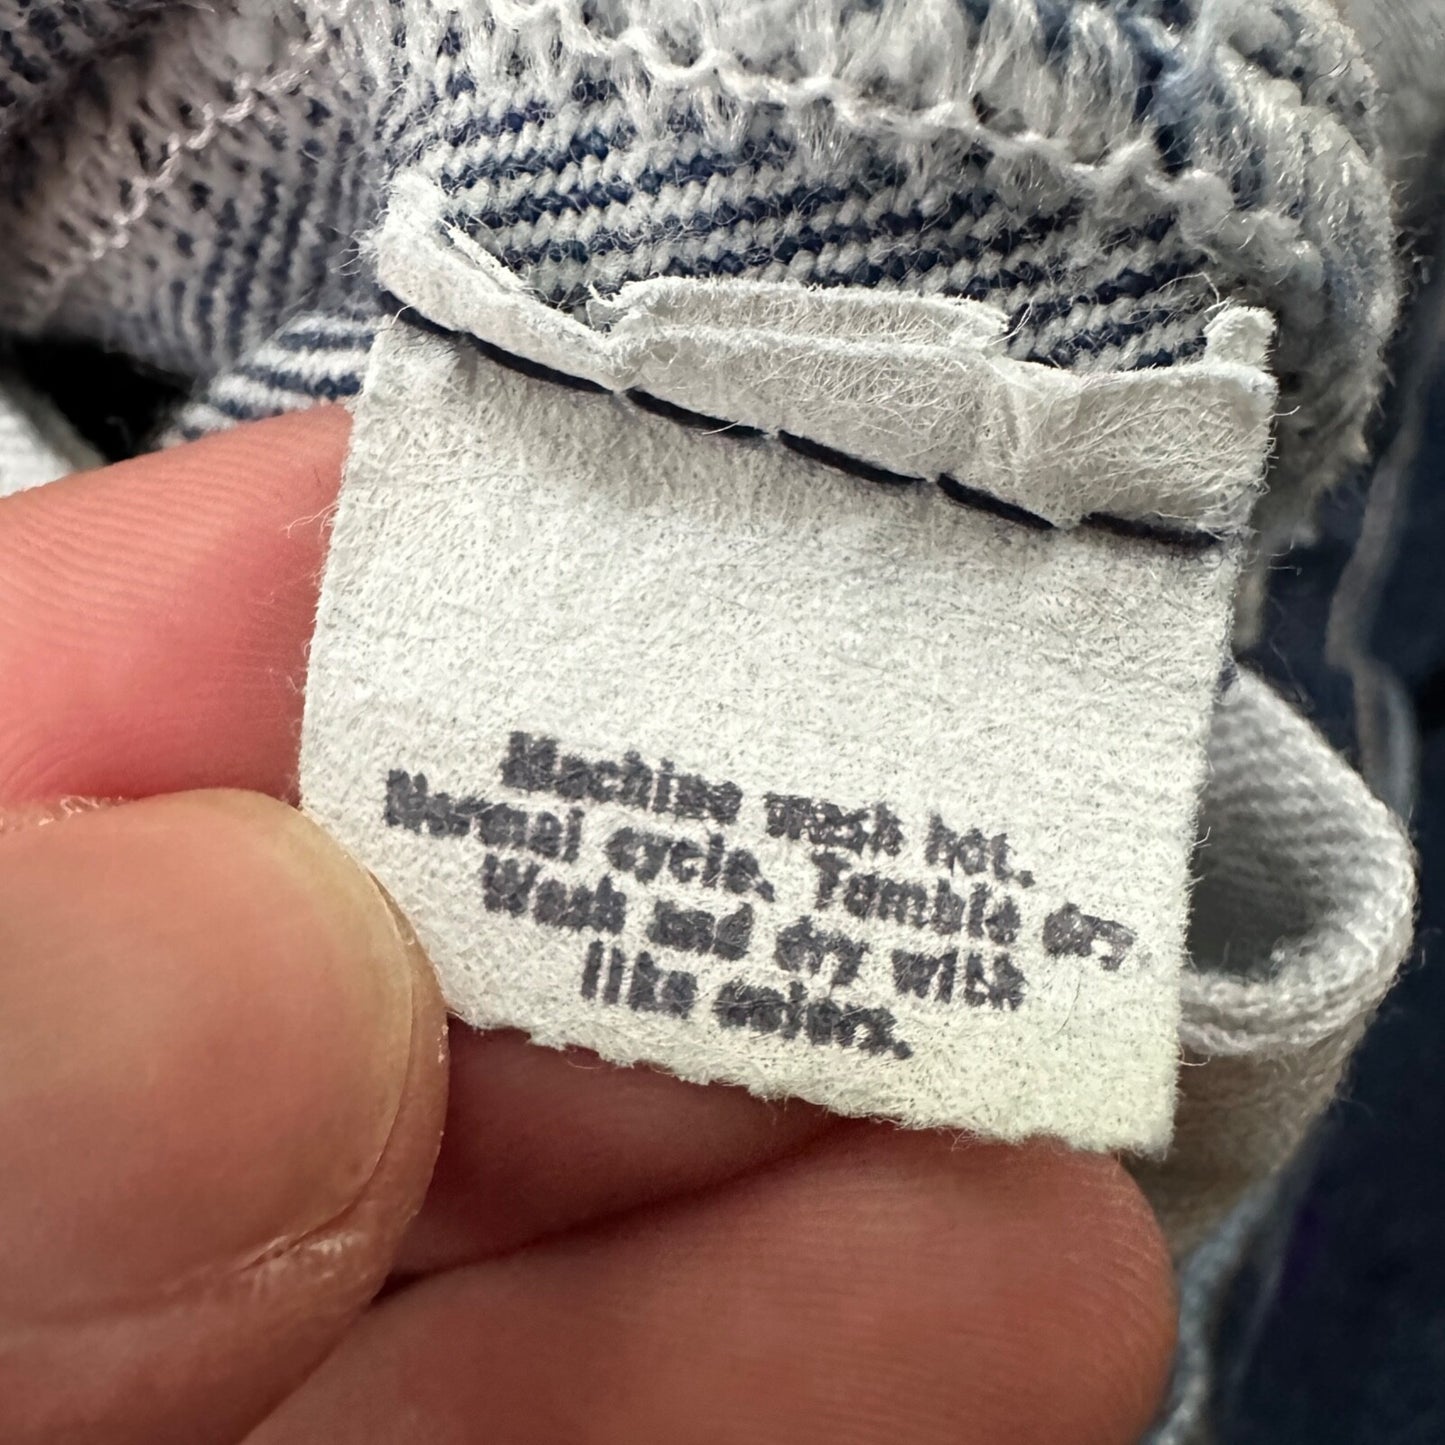 Machine wash hot.
Normal cycle. Tumble dry.
Wash and dry with
like colors.